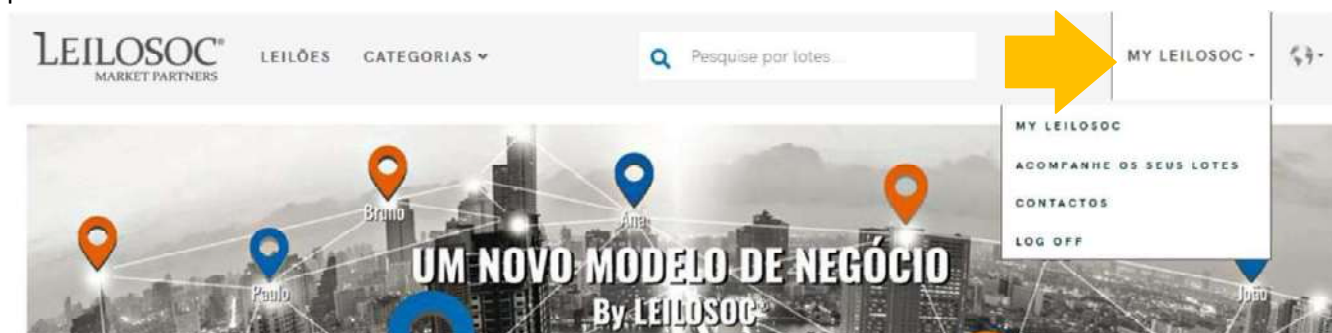 LEILOSOC®
MARKET PARTNERS
LEILÕES
CATEGORIAS
Pesquise por lotes...
MY LEILOSOC
MY LEILOSOC
ACOMPANHE OS SEUS LOTES
CONTACTOS
LOG OFF
Bruno
Ana
Paulo
João
UM NOVO MODELO DE NEGÓCIO
By LEILOSOC®